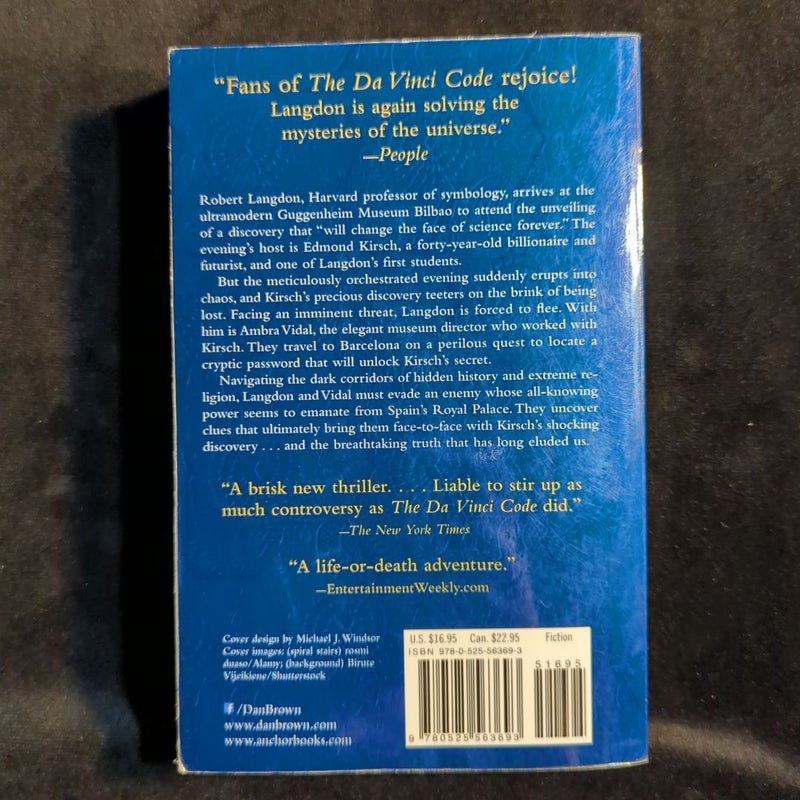 “Fans of The Da Vinci Code rejoice!
Langdon is again solving the
mysteries of the universe.”
—People
Robert Langdon, Harvard professor of symbology, arrives at the
ultramodern Guggenheim Museum Bilbao to attend the unveiling
of a discovery that “will change the face of science forever.” The
evening’s host is Edmond Kirsch, a forty-year-old billionaire and
futurist, and one of Langdon’s first students.
But the meticulously orchestrated evening suddenly erupts into
chaos, and Kirsch’s precious discovery teeters on the brink of being
lost. Facing an imminent threat, Langdon is forced to flee. With
him is Ambra Vidal, the elegant museum director who worked with
Kirsch. They travel to Barcelona on a perilous quest to locate a
cryptic password that will unlock Kirsch’s secret.
Navigating the dark corridors of hidden history and extreme re-
ligion, Langdon and Vidal must evade an enemy whose all-knowing
power seems to emanate from Spain’s Royal Palace. They uncover
clues that ultimately bring them face-to-face with Kirsch’s shocking
discovery . . . and the breathtaking truth that has long eluded us.
“A brisk new thriller. . . . Liable to stir up as
much controversy as The Da Vinci Code did.”
—The New York Times
“A life-or-death adventure.”
—EntertainmentWeekly.com
Cover design by Michael J. Windsor
Cover images: (spiral stairs) rosmi
duaso/Alamy; (background) Birute
Vijeikiene/Shutterstock
f /DanBrown
www.danbrown.com
www.anchorbooks.com
U.S. $16.95 Can. $22.95 Fiction
ISBN 978-0-525-56369-3
51695
9 780525 563693